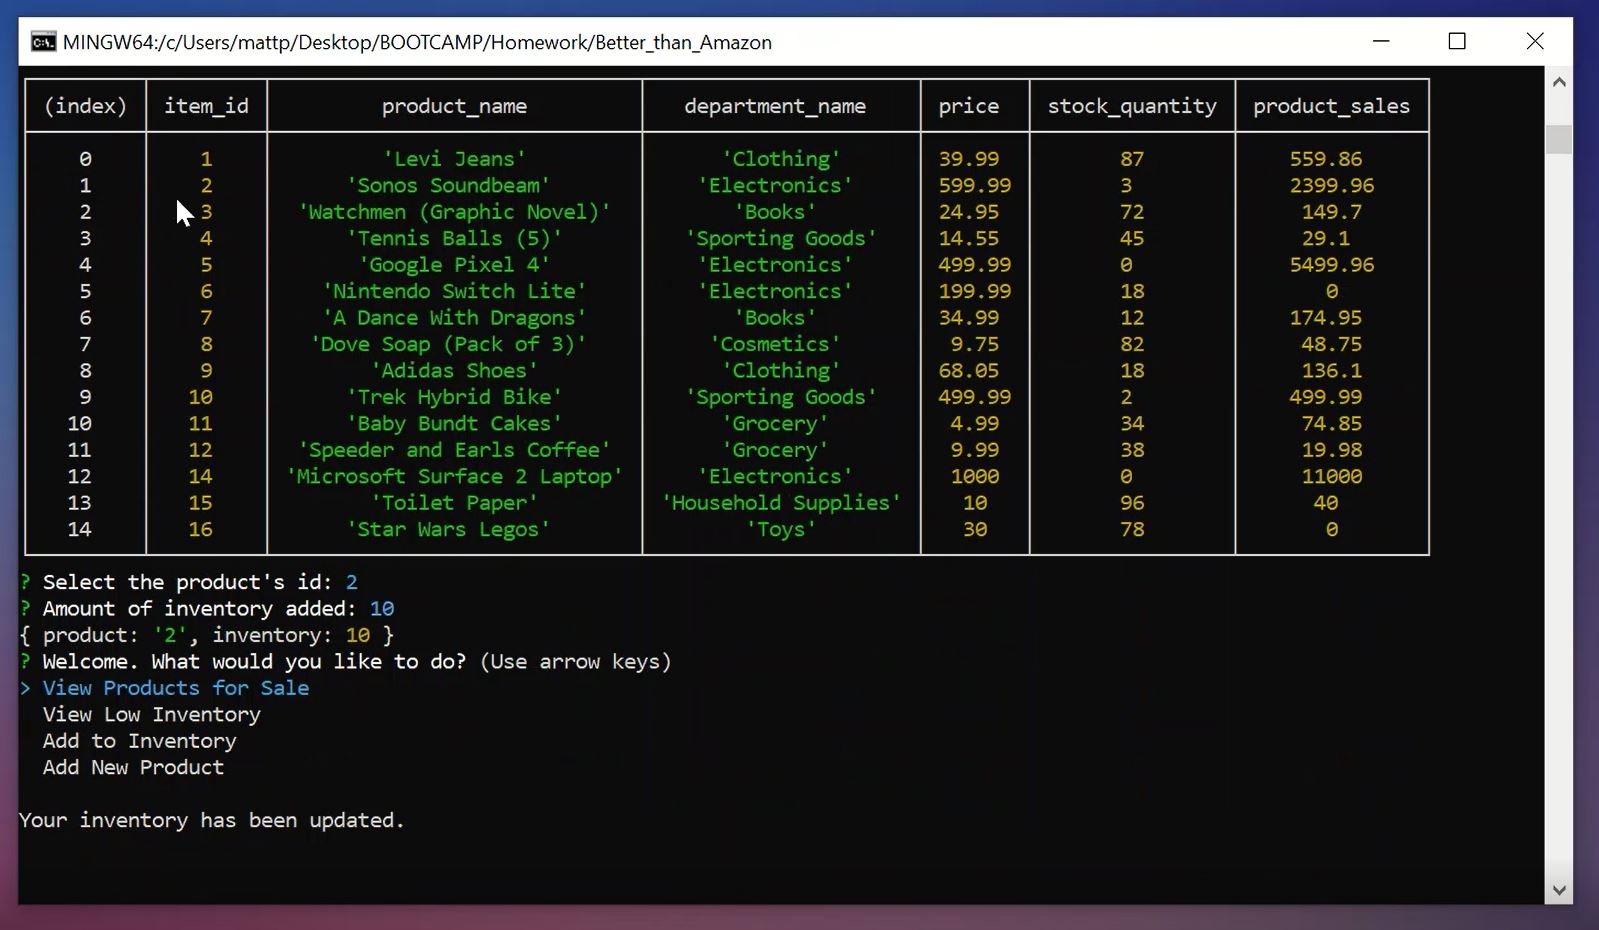 MINGW64:/c/Users/mattp/Desktop/BOOTCAMP/Homework/Better_than_Amazon
(index) item_id product_name department_name price stock_quantity product_sales
0 1 'Levi Jeans' 'Clothing' 39.99 87 559.86
1 2 'Sonos Soundbeam' 'Electronics' 599.99 3 2399.96
2 3 'Watchmen (Graphic Novel)' 'Books' 24.95 72 149.7
3 4 'Tennis Balls (5)' 'Sporting Goods' 14.55 45 29.1
4 5 'Google Pixel 4' 'Electronics' 499.99 0 5499.96
5 6 'Nintendo Switch Lite' 'Electronics' 199.99 18 0
6 7 'A Dance With Dragons' 'Books' 34.99 12 174.95
7 8 'Dove Soap (Pack of 3)' 'Cosmetics' 9.75 82 48.75
8 9 'Adidas Shoes' 'Clothing' 68.05 18 136.1
9 10 'Trek Hybrid Bike' 'Sporting Goods' 499.99 2 499.99
10 11 'Baby Bundt Cakes' 'Grocery' 4.99 34 74.85
11 12 'Speeder and Earls Coffee' 'Grocery' 9.99 38 19.98
12 14 'Microsoft Surface 2 Laptop' 'Electronics' 1000 0 11000
13 15 'Toilet Paper' 'Household Supplies' 10 96 40
14 16 'Star Wars Legos' 'Toys' 30 78 0
? Select the product's id: 2
? Amount of inventory added: 10
{ product: '2', inventory: 10 }
? Welcome. What would you like to do? (Use arrow keys)
> View Products for Sale
View Low Inventory
Add to Inventory
Add New Product
Your inventory has been updated.